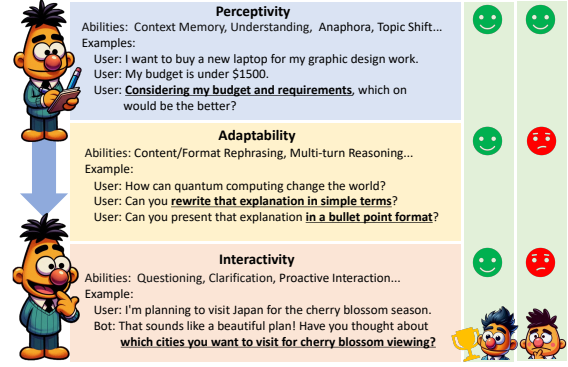 Perceptivity
Abilities: Context Memory, Understanding, Anaphora, Topic Shift...
Examples:
User: I want to buy a new laptop for my graphic design work.
User: My budget is under $1500.
User: Considering my budget and requirements, which on
would be the better?
Adaptability
Abilities: Content/Format Rephrasing, Multi-turn Reasoning...
Example:
User: How can quantum computing change the world?
User: Can you rewrite that explanation in simple terms?
User: Can you present that explanation in a bullet point format?
Interactivity
Abilities: Questioning, Clarification, Proactive Interaction...
Example:
User: I'm planning to visit Japan for the cherry blossom season.
Bot: That sounds like a beautiful plan! Have you thought about
which cities you want to visit for cherry blossom viewing?